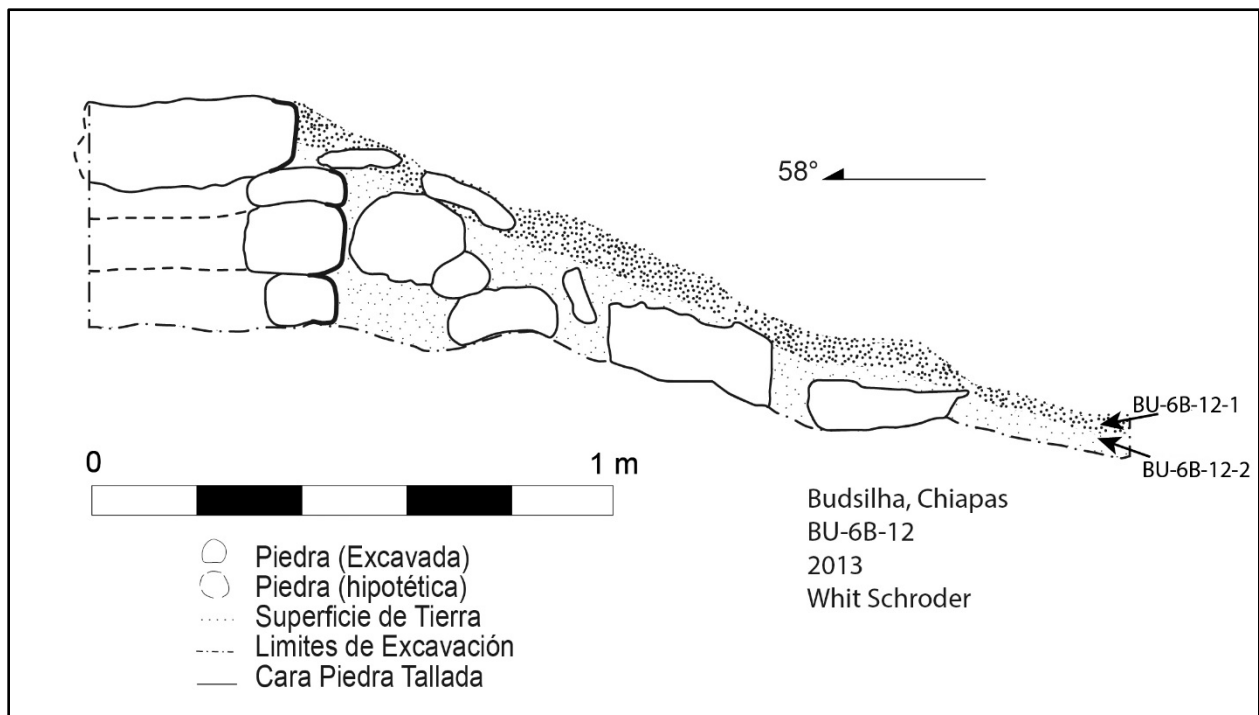 58°
BU-6B-12-1
BU-6B-12-2
0 1 m
Budsilha, Chiapas
BU-6B-12
2013
Whit Schroder
Piedra (Excavada)
Piedra (hipotética)
Superficie de Tierra
Limites de Excavación
Cara Piedra Tallada